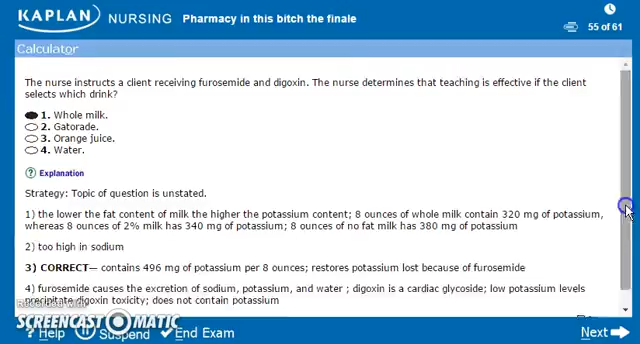 KAPLAN NURSING Pharmacy in this bitch the finale
55 of 61
Calculator
The nurse instructs a client receiving furosemide and digoxin. The nurse determines that teaching is effective if the client
selects which drink?
1. Whole milk.
2. Gatorade.
3. Orange juice.
4. Water.
? Explanation
Strategy: Topic of question is unstated.
1) the lower the fat content of milk the higher the potassium content; 8 ounces of whole milk contain 320 mg of potassium,
whereas 8 ounces of 2% milk has 340 mg of potassium; 8 ounces of no fat milk has 380 mg of potassium
2) too high in sodium
3) CORRECT— contains 496 mg of potassium per 8 ounces; restores potassium lost because of furosemide
4) furosemide causes the excretion of sodium, potassium, and water ; digoxin is a cardiac glycoside; low potassium levels
precipitate digoxin toxicity; does not contain potassium
Recorded with
SCREENCAST-O-MATIC
? Help Suspend End Exam Next